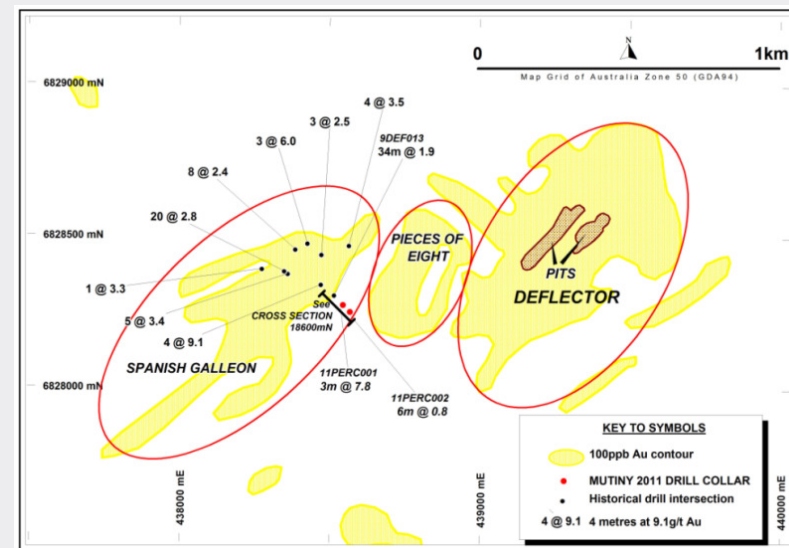 N
0
1km
Map Grid of Australia Zone 50 (GDA94)
6829000 mN
4 @ 3.5
3 @ 2.5
9DEF013
34m @ 1.9
3 @ 6.0
8 @ 2.4
20 @ 2.8
6828500 mN
PIECES OF
EIGHT
PITS
DEFLECTOR
1 @ 3.3
5 @ 3.4
See
CROSS SECTION
18600mN
4 @ 9.1
SPANISH GALLEON
6828000 mN
11PERC001
3m @ 7.8
11PERC002
6m @ 0.8
KEY TO SYMBOLS
100ppb Au contour
MUTINY 2011 DRILL COLLAR
Historical drill intersection
4 @ 9.1 4 metres at 9.1g/t Au
438000 mE
439000 mE
440000 mE